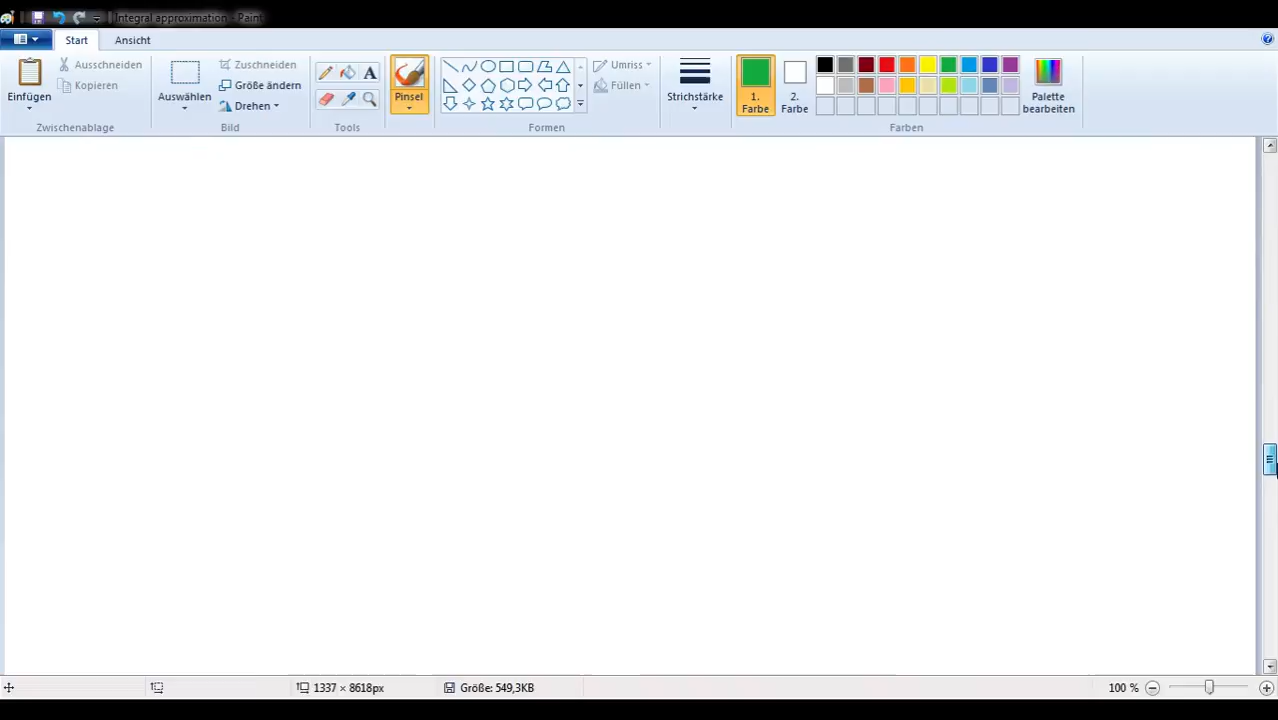 Integral approximation - Paint
Start Ansicht
Einfügen
Ausschneiden
Kopieren
Zwischenablage
Auswählen
Zuschneiden
Größe ändern
Drehen
Bild
A
Tools
Pinsel
Formen
Umriss
Füllen
Strichstärke
1.
Farbe
2.
Farbe
Farben
Palette
bearbeiten
1337 × 8618px
Größe: 549,3KB
100 %